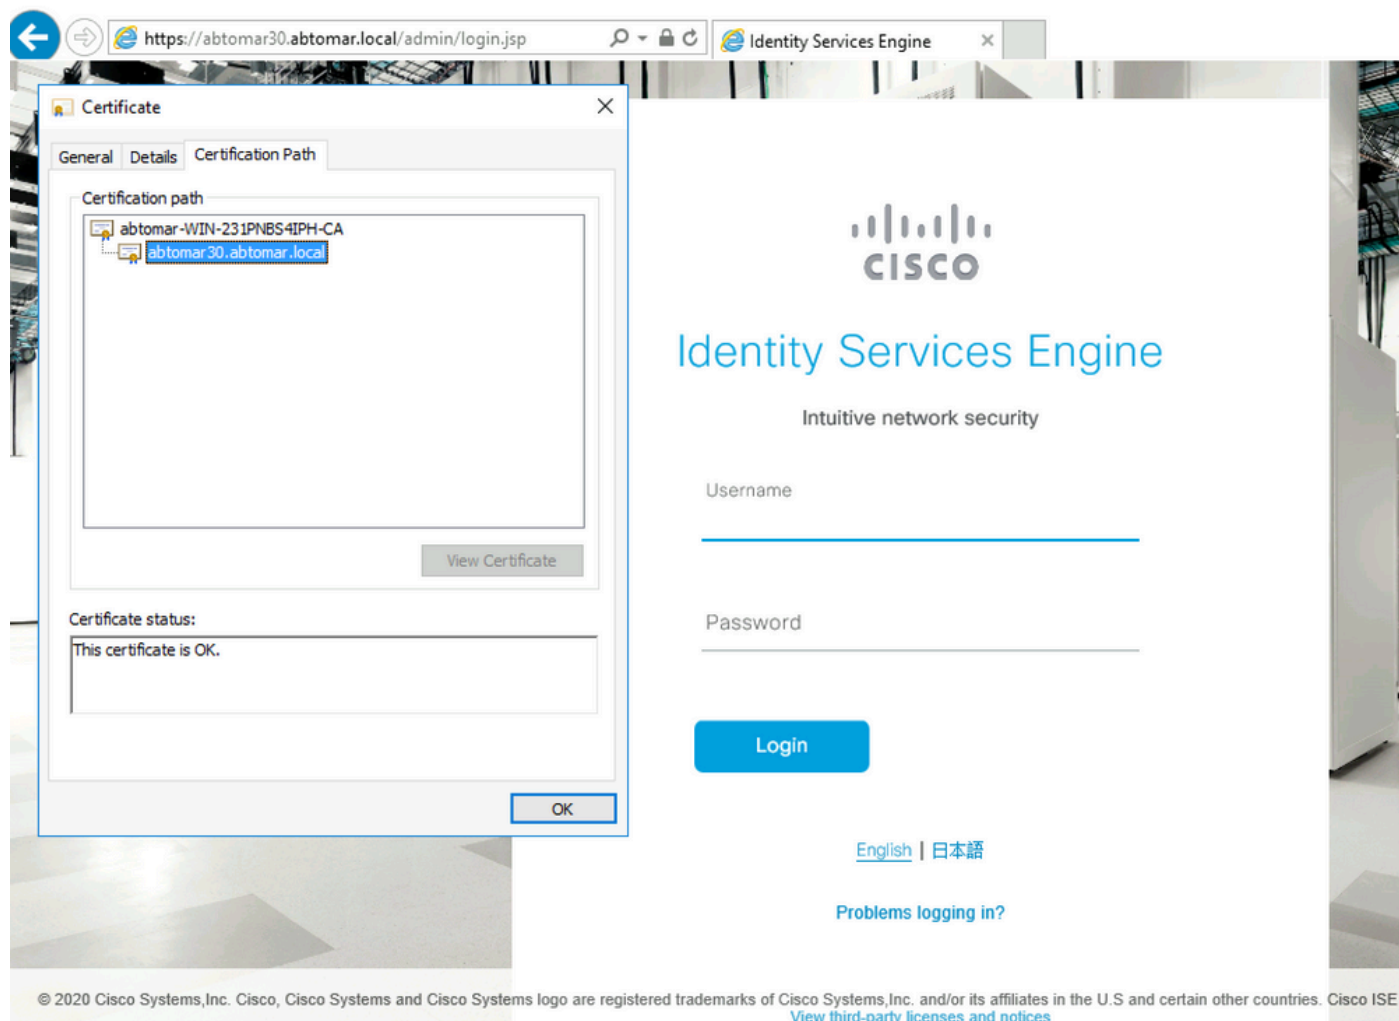 https://abtomar30.abtomar.local/admin/login.jsp
Identity Services Engine
Certificate
General Details Certification Path
Certification path
abtomar-WIN-231PNBS4IPH-CA
abtomar30.abtomar.local
View Certificate
Certificate status:
This certificate is OK.
OK
CISCO
Identity Services Engine
Intuitive network security
Username
Password
Login
English | 日本語
Problems logging in?
© 2020 Cisco Systems,Inc. Cisco, Cisco Systems and Cisco Systems logo are registered trademarks of Cisco Systems,Inc. and/or its affiliates in the U.S and certain other countries. Cisco ISE
View third-party licenses and notices